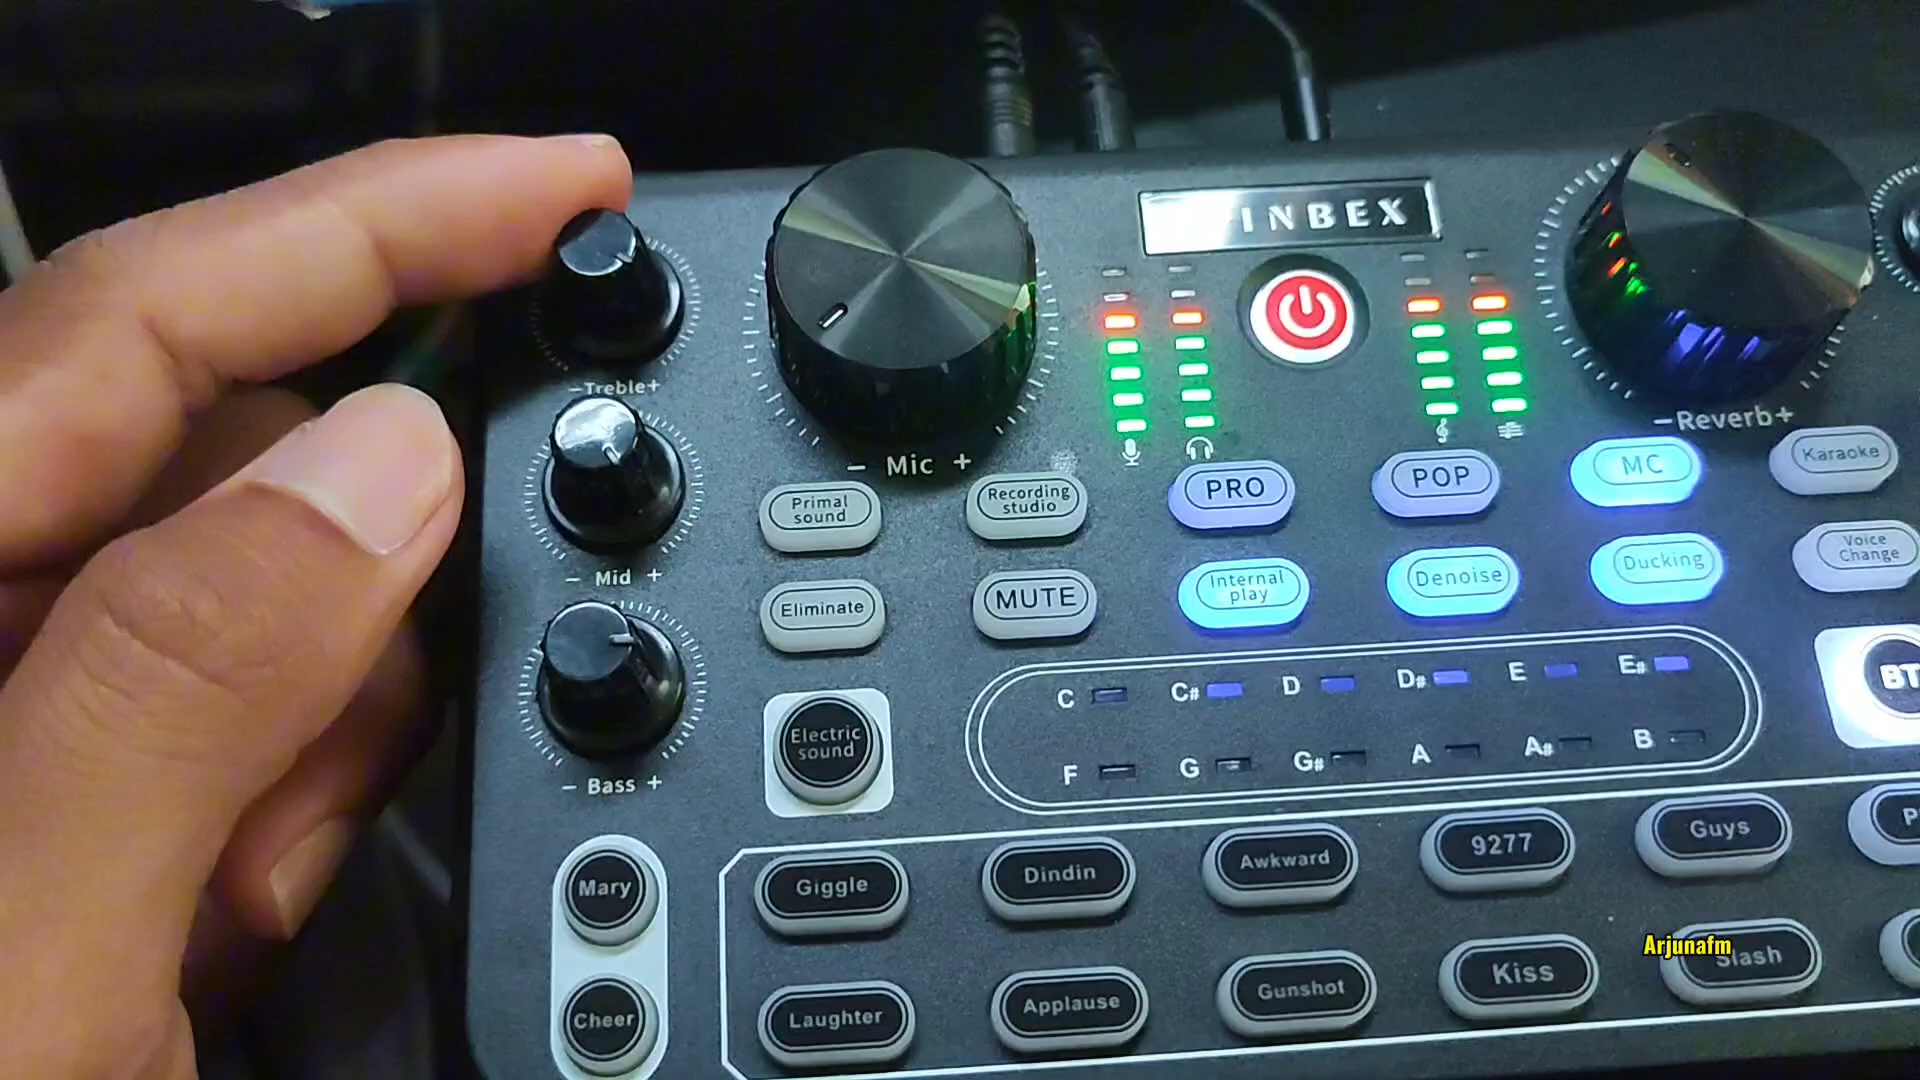 INBEX
−Treble+
− Mic +
−Reverb+
− Mid +
− Bass +
Primal
sound
Recording
studio
PRO
POP
MC
Karaoke
Eliminate
MUTE
Internal
play
Denoise
Ducking
Voice
Change
Electric
sound
C C# D D# E E#
F G G# A A# B
BT
Mary
Cheer
Giggle
Dindin
Awkward
9277
Guys
Laughter
Applause
Gunshot
Kiss
Slash
Arjunafm